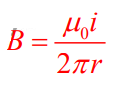 B⃗ = μ₀i / 2πr